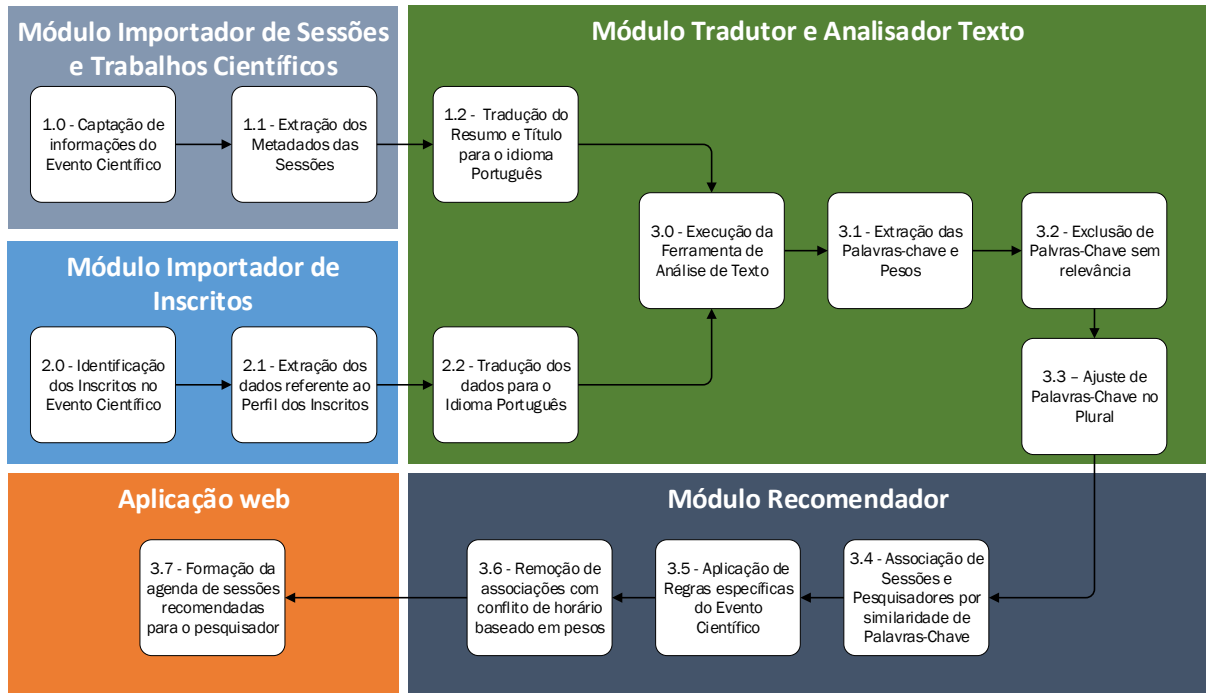 Módulo Importador de Sessões
e Trabalhos Científicos
1.0 - Captação de
informações do
Evento Científico
1.1 - Extração dos
Metadados das
Sessões
Módulo Tradutor e Analisador Texto
1.2 - Tradução do
Resumo e Título
para o idioma
Português
3.0 - Execução da
Ferramenta de
Análise de Texto
3.1 - Extração das
Palavras-chave e
Pesos
3.2 - Exclusão de
Palvras-Chave sem
relevância
Módulo Importador de
Inscritos
2.0 - Identificação
dos Inscritos no
Evento Científico
2.1 - Extração dos
dados referente ao
Perfil dos Inscritos
2.2 - Tradução dos
dados para o
Idioma Português
3.3 – Ajuste de
Palavras-Chave no
Plural
Aplicação web
3.7 - Formação da
agenda de sessões
recomendadas
para o pesquisador
Módulo Recomendador
3.6 - Remoção de
associações com
conflito de horário
baseado em pesos
3.5 - Aplicação de
Regras específicas
do Evento
Científico
3.4 - Associação de
Sessões e
Pesquisadores por
similaridade de
Palavras-Chave